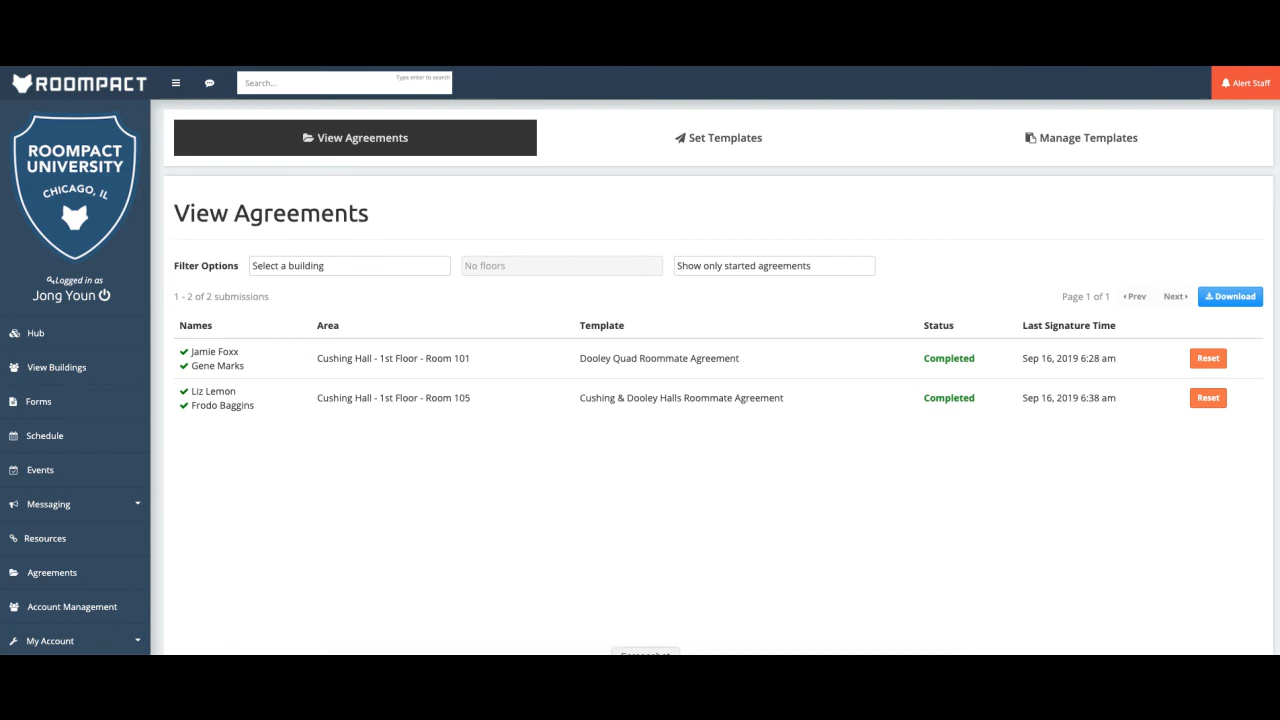 ROOMPACT
Search...
Type enter to search
Alert Staff
ROOMPACT
UNIVERSITY
CHICAGO, IL
Logged in as
Jong Youn
Hub
View Buildings
Forms
Schedule
Events
Messaging
Resources
Agreements
Account Management
My Account
View Agreements
Set Templates
Manage Templates
View Agreements
Filter Options
Select a building
No floors
Show only started agreements
1 - 2 of 2 submissions
Page 1 of 1
Prev
Next
Download
Names Area Template Status Last Signature Time
Jamie Foxx
Gene Marks
Cushing Hall - 1st Floor - Room 101
Dooley Quad Roommate Agreement
Completed
Sep 16, 2019 6:28 am
Reset
Liz Lemon
Frodo Baggins
Cushing Hall - 1st Floor - Room 105
Cushing & Dooley Halls Roommate Agreement
Completed
Sep 16, 2019 6:38 am
Reset